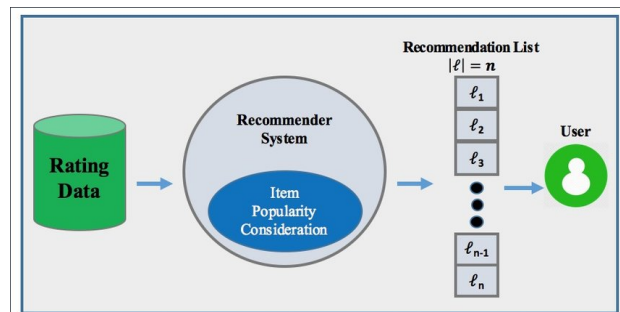 Rating
Data
Recommender
System
Item
Popularity
Consideration
Recommendation List
|ℓ| = n
ℓ1
ℓ2
ℓ3
ℓn-1
ℓn
User